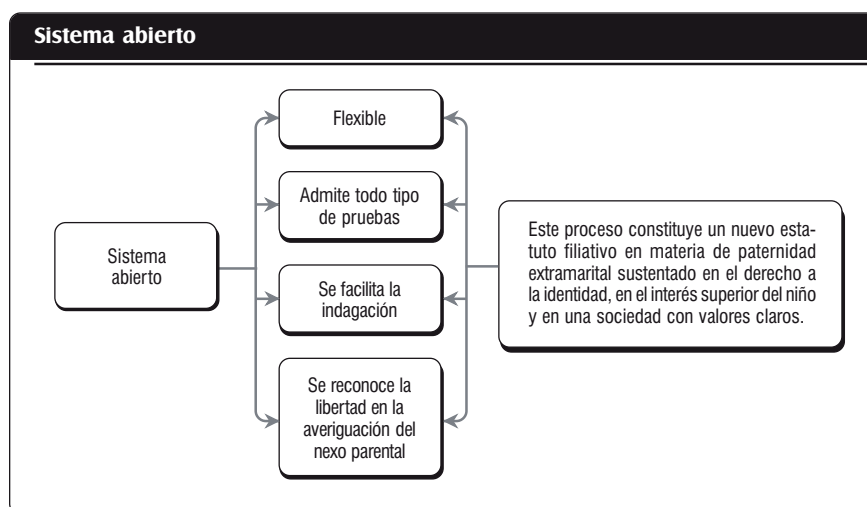 Sistema abierto
Flexible
Admite todo tipo
de pruebas
Sistema
abierto
Se facilita la
indagación
Se reconoce la
libertad en la
averiguación del
nexo parental
Este proceso constituye un nuevo esta-
tuto filiativo en materia de paternidad
extramarital sustentado en el derecho a
la identidad, en el interés superior del niño
y en una sociedad con valores claros.